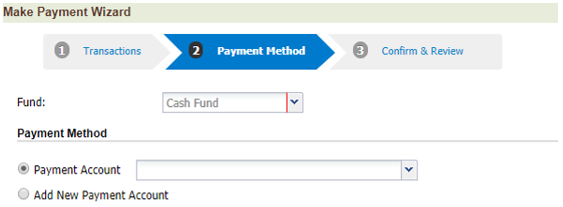 Make Payment Wizard
1 Transactions 2 Payment Method 3 Confirm & Review
Fund: Cash Fund
Payment Method
Payment Account
Add New Payment Account